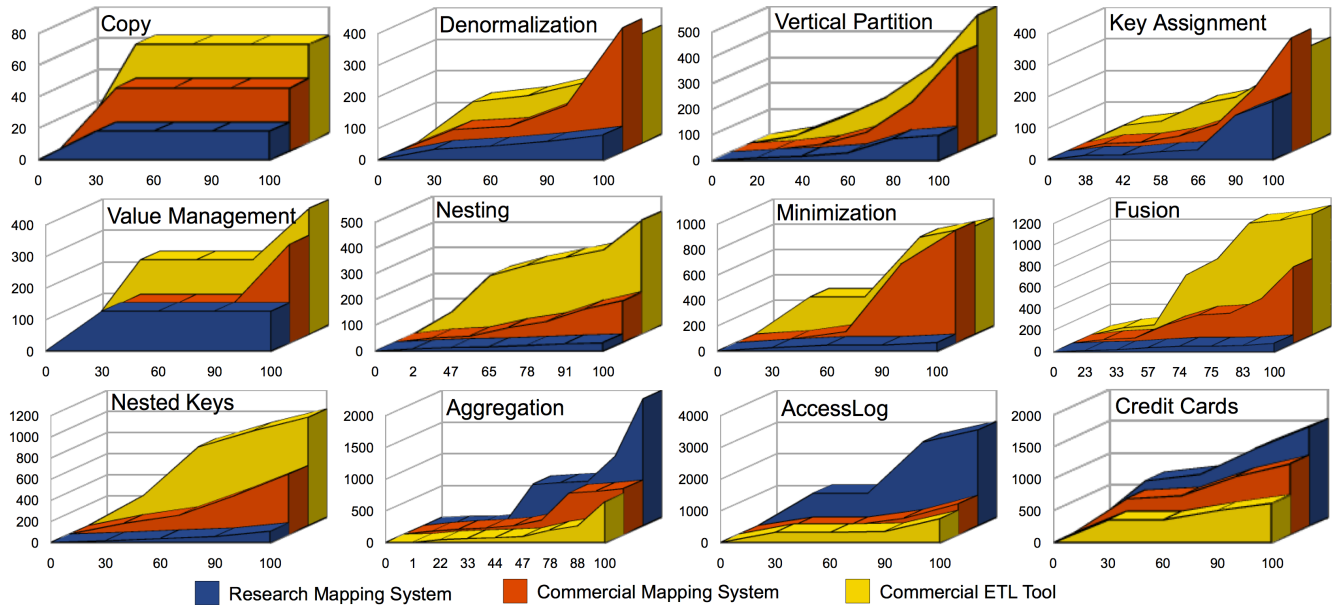 Copy
80
60
40
20
0
0 30 60 90 100
Denormalization
400
300
200
100
0
0 30 60 90 100
Vertical Partition
500
400
300
200
100
0
0 20 40 60 100
Key Assignment
400
300
200
100
0
0 38 42 58 66 90 100
Value Management
400
300
200
100
0
0 30 60 90 100
Nesting
500
400
300
200
100
0
0 2 47 65 78 91 100
Minimization
1000
800
600
400
200
0
0 30 60 90 100
Fusion
1200
1000
800
600
400
200
0
0 23 33 57 74 75 83 100
Nested Keys
1200
1000
800
600
400
200
0
0 30 60 90 100
Aggregation
2000
1500
1000
500
0
0 1 22 33 44 47 78 88 100
AccessLog
4000
3000
2000
1000
0
0 30 60 90 100
Credit Cards
2000
1500
1000
500
0
0 30 60 90 100
Research Mapping System Commercial Mapping System Commercial ETL Tool